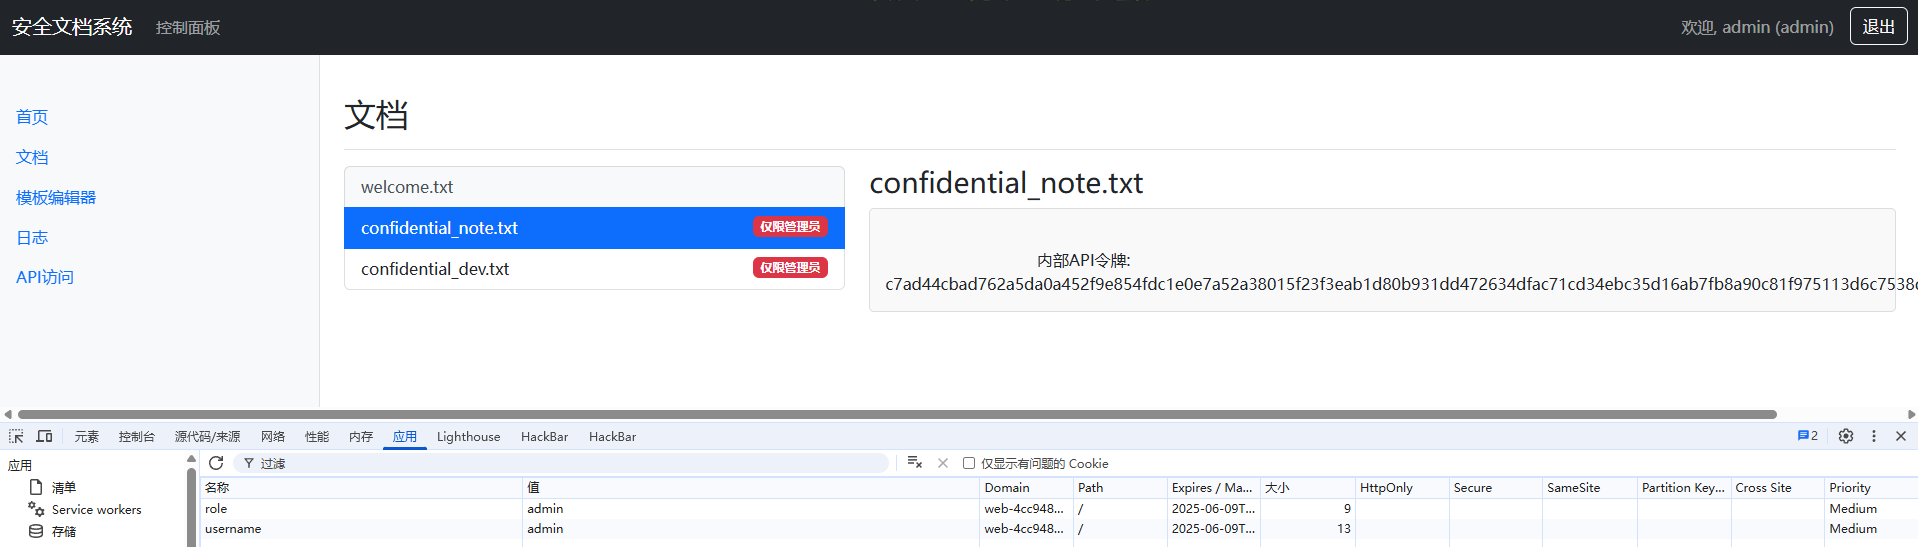 安全文档系统 控制面板 欢迎, admin (admin) 退出
首页
文档
模板编辑器
日志
API访问
文档
welcome.txt
confidential_note.txt 仅限管理员
confidential_dev.txt 仅限管理员
confidential_note.txt
内部API令牌:
c7ad44cbad762a5da0a452f9e854fdc1e0e7a52a38015f23f3eab1d80b931dd472634dfac71cd34ebc35d16ab7fb8a90c81f975113d6c7538
元素 控制台 源代码/来源 网络 性能 内存 应用 Lighthouse HackBar HackBar 2
应用
清单
Service workers
存储
过滤 仅显示有问题的 Cookie
名称 值 Domain Path Expires / Ma... 大小 HttpOnly Secure SameSite Partition Key... Cross Site Priority
role admin web-4cc948... / 2025-06-09T... 9 Medium
username admin web-4cc948... / 2025-06-09T... 13 Medium